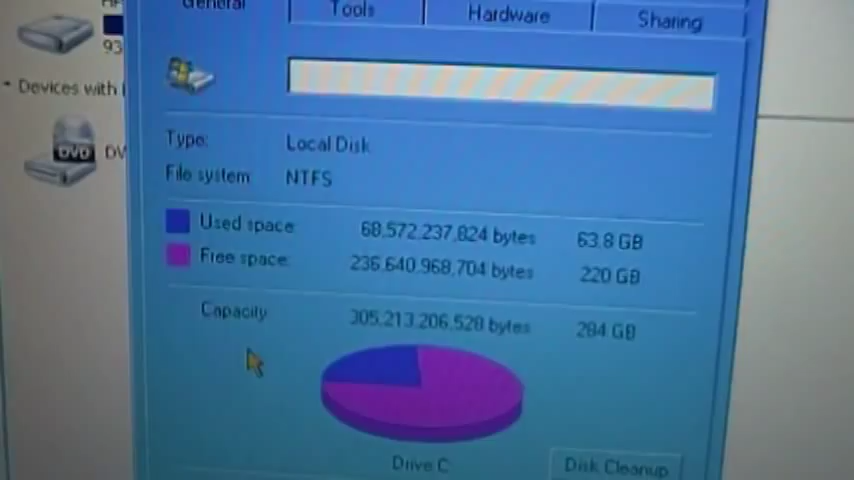 General
Tools
Hardware
Sharing
93
Devices with
DVD
DV
Type:
Local Disk
File system:
NTFS
Used space:
68,572,237,824 bytes
63.8 GB
Free space:
236,640,968,704 bytes
220 GB
Capacity:
305,213,206,528 bytes
284 GB
Drive C:
Disk Cleanup